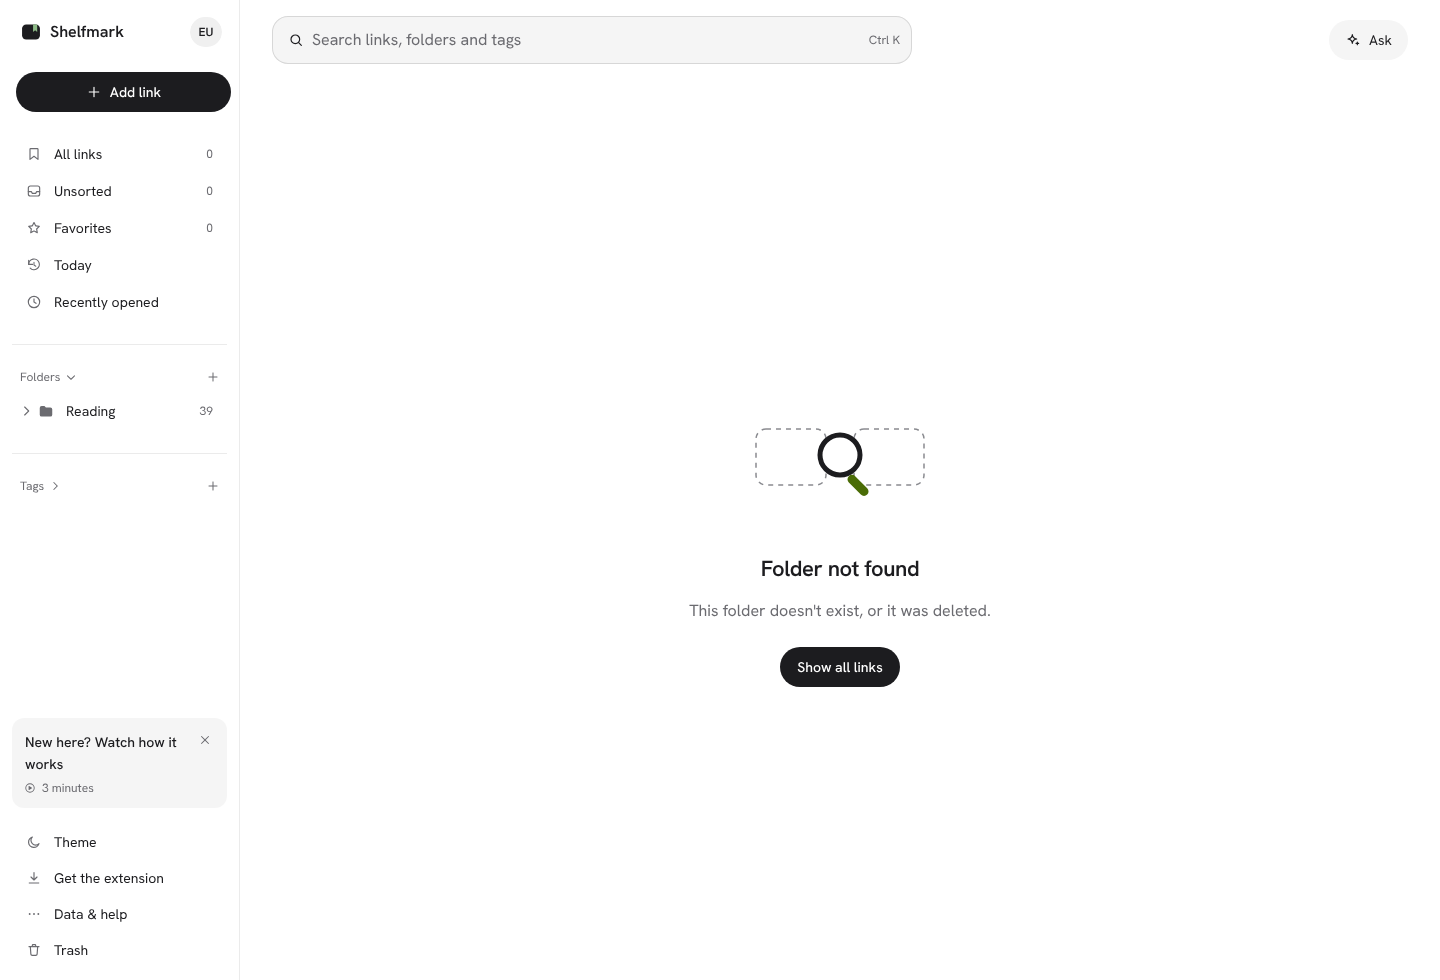 Shelfmark
EU
Add link
All links 0
Unsorted 0
Favorites 0
Today
Recently opened
Folders
Reading 39
Tags
New here? Watch how it
works
3 minutes
Theme
Get the extension
Data & help
Trash
Search links, folders and tags Ctrl K
Ask
Folder not found
This folder doesn't exist, or it was deleted.
Show all links